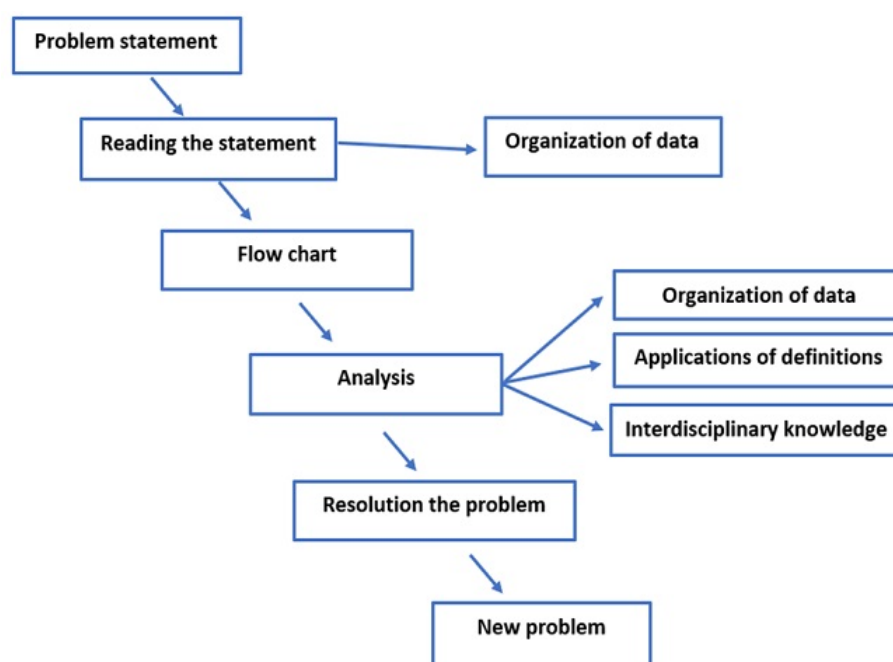 Problem statement
Reading the statement
Organization of data
Flow chart
Organization of data
Applications of definitions
Analysis
Interdisciplinary knowledge
Resolution the problem
New problem